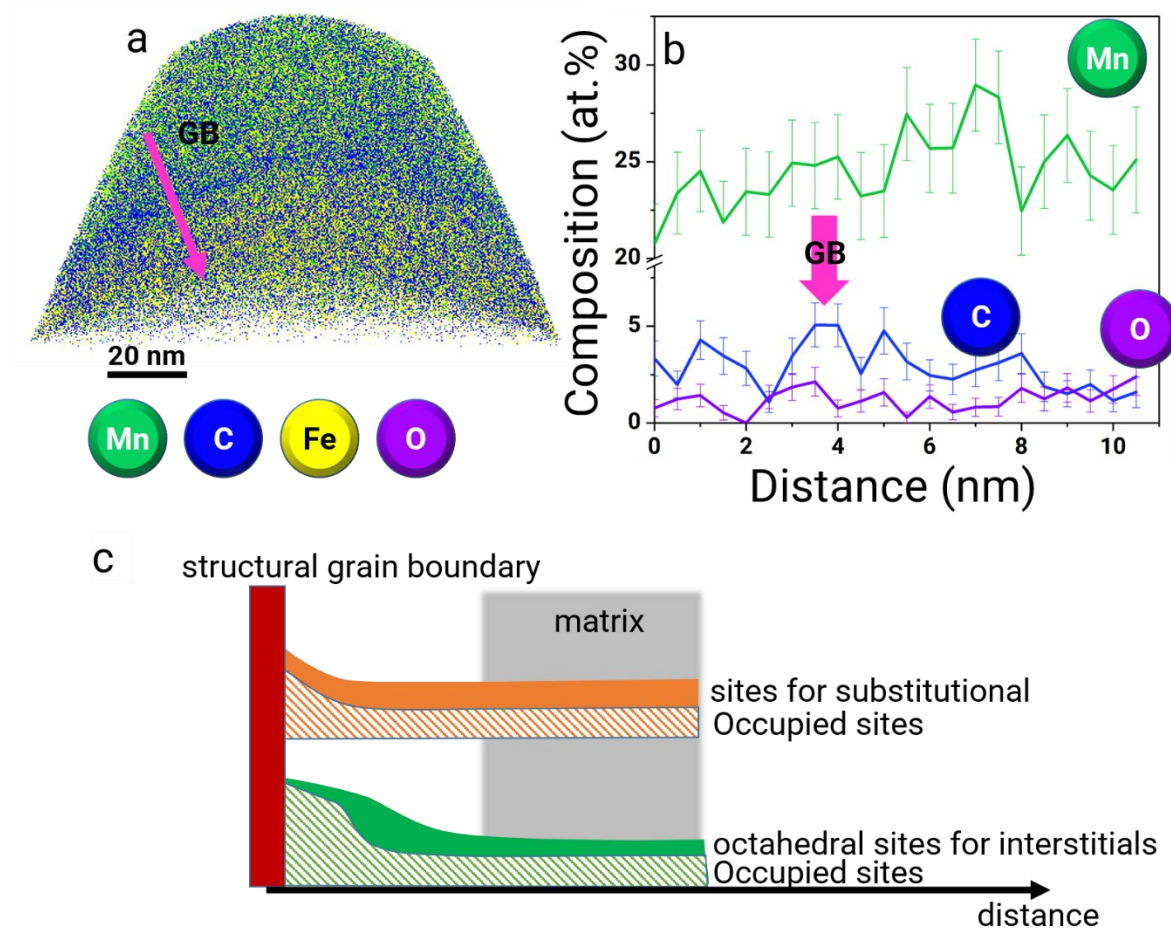 a
GB
20 nm
Mn
C
Fe
O
b
Composition (at.%)
30
25
20
5
0
GB
Mn
C
O
0 2 4 6 8 10
Distance (nm)
c
structural grain boundary
matrix
sites for substitutional
Occupied sites
octahedral sites for interstitials
Occupied sites
distance